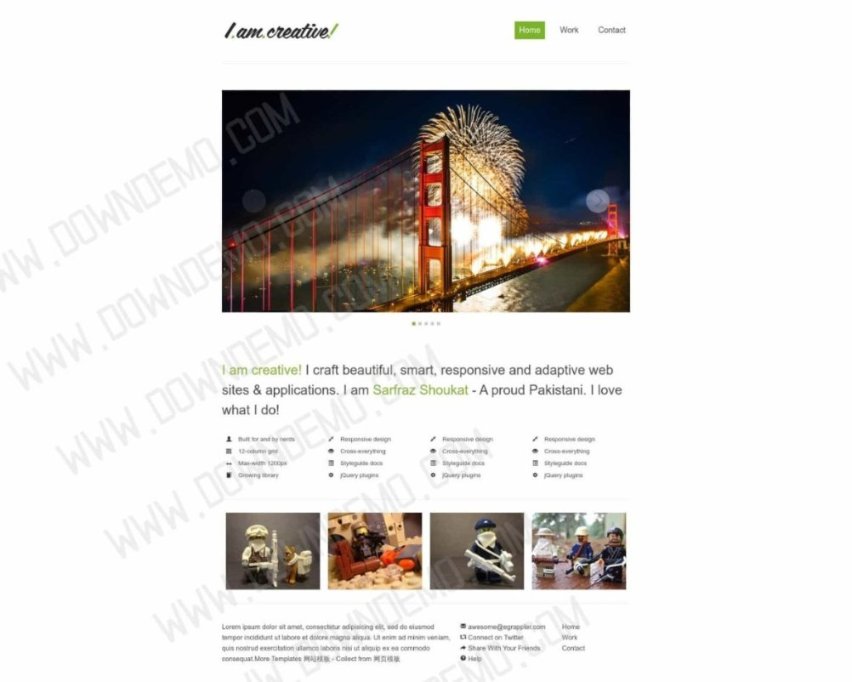 I.am.creative!
Home
Work
Contact
I am creative! I craft beautiful, smart, responsive and adaptive web
sites & applications. I am Sarfraz Shoukat - A proud Pakistani. I love
what I do!
Built for and by nerds
12-column grid
Max-width 1200px
Growing library
Responsive design
Cross-everything
Styleguide docs
jQuery plugins
Responsive design
Cross-everything
Styleguide docs
jQuery plugins
Responsive design
Cross-everything
Styleguide docs
jQuery plugins
Lorem ipsum dolor sit amet, consectetur adipisicing elit, sed do eiusmod
tempor incididunt ut labore et dolore magna aliqua. Ut enim ad minim veniam,
quis nostrud exercitation ullamco laboris nisi ut aliquip ex ea commodo
consequat.More Templates 网站模板 - Collect from 网页模板
awesome@egrappler.com
Connect on Twitter
Share With Your Friends
Help
Home
Work
Contact
WWW.DOWNDEMO.COM
WWW.DOWNDEMO.COM
WWW.DOWNDEMO.COM
WWW.DOWNDEMO.COM
WWW.DOWNDEMO.COM